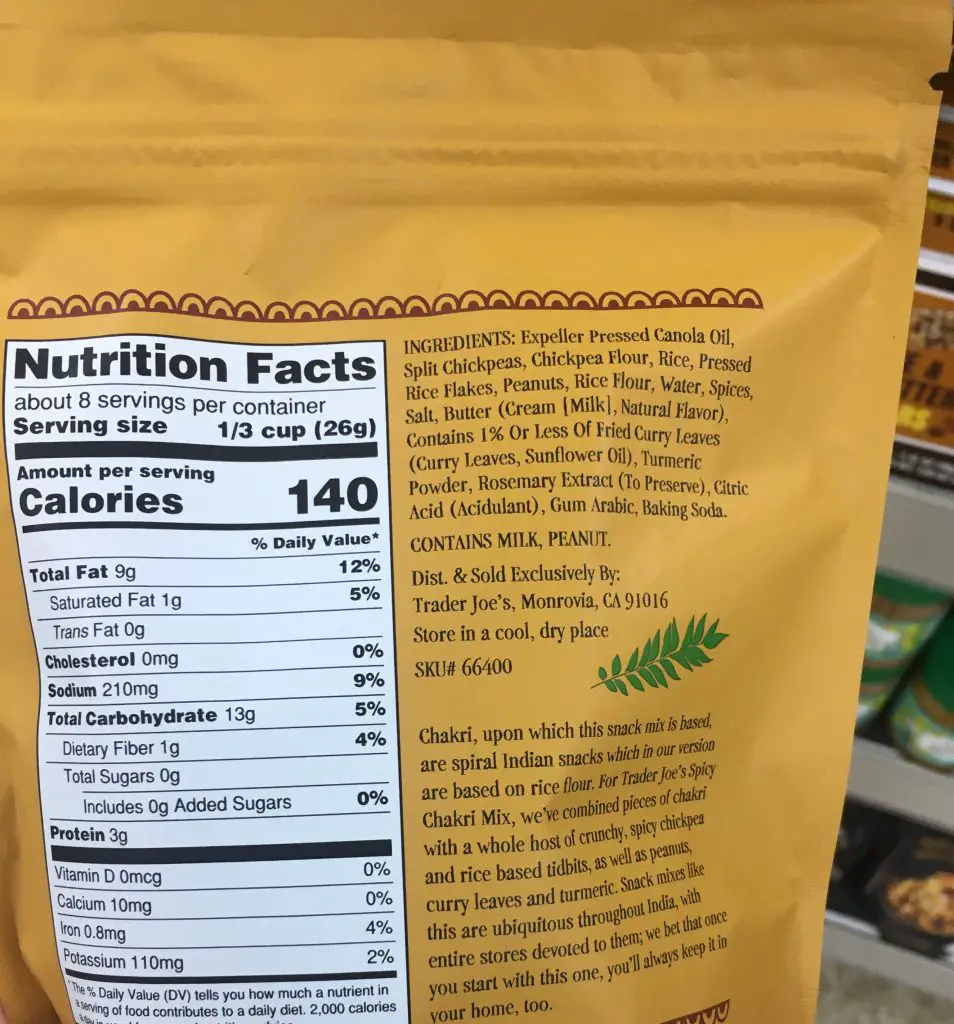 Nutrition Facts
about 8 servings per container
Serving size 1/3 cup (26g)
Amount per serving
Calories 140
% Daily Value*
Total Fat 9g 12%
Saturated Fat 1g 5%
Trans Fat 0g
Cholesterol 0mg 0%
Sodium 210mg 9%
Total Carbohydrate 13g 5%
Dietary Fiber 1g 4%
Total Sugars 0g
Includes 0g Added Sugars 0%
Protein 3g
Vitamin D 0mcg 0%
Calcium 10mg 0%
Iron 0.8mg 4%
Potassium 110mg 2%
*The % Daily Value (DV) tells you how much a nutrient in
a serving of food contributes to a daily diet. 2,000 calories
INGREDIENTS: Expeller Pressed Canola Oil,
Split Chickpeas, Chickpea Flour, Rice, Pressed
Rice Flakes, Peanuts, Rice Flour, Water, Spices,
Salt, Butter (Cream [Milk], Natural Flavor),
Contains 1% Or Less Of Fried Curry Leaves
(Curry Leaves, Sunflower Oil), Turmeric
Powder, Rosemary Extract (To Preserve), Citric
Acid (Acidulant), Gum Arabic, Baking Soda.
CONTAINS MILK, PEANUT.
Dist. & Sold Exclusively By:
Trader Joe's, Monrovia, CA 91016
Store in a cool, dry place
SKU# 66400
Chakri, upon which this snack mix is based,
are spiral Indian snacks which in our version
are based on rice flour. For Trader Joe's Spicy
Chakri Mix, we've combined pieces of chakri
with a whole host of crunchy, spicy chickpea
and rice based tidbits, as well as peanuts,
curry leaves and turmeric. Snack mixes like
this are ubiquitous throughout India, with
entire stores devoted to them; we bet that once
you start with this one, you'll always keep it in
your home, too.